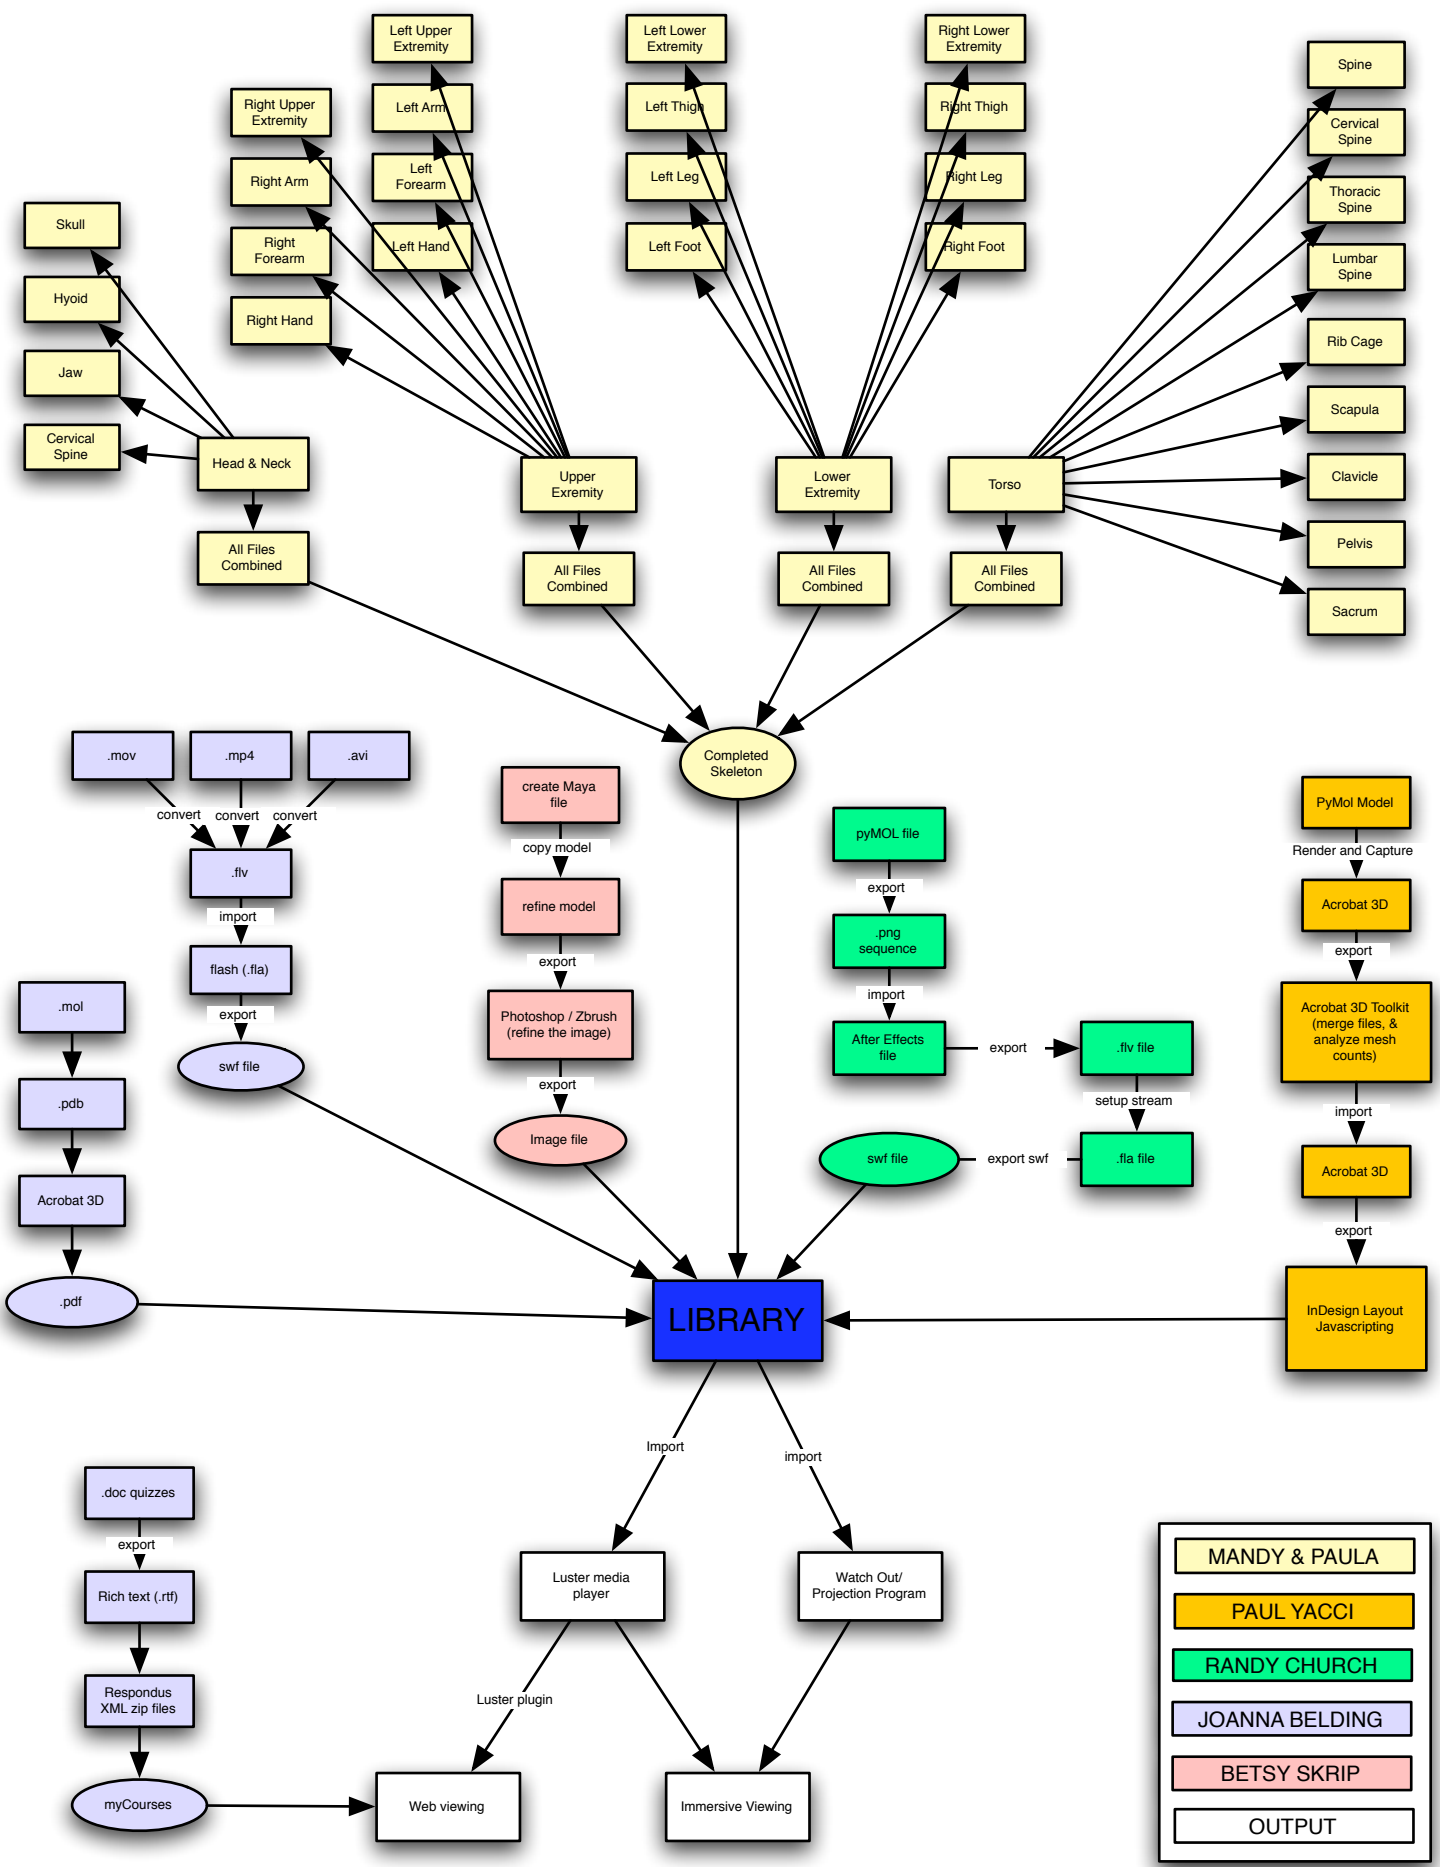 Left Upper
Extremity
Left Lower
Extremity
Right Lower
Extremity
Spine
Right Upper
Extremity
Left Arm
Left Thigh
Right Thigh
Cervical
Spine
Right Arm
Left
Forearm
Left Leg
Right Leg
Thoracic
Spine
Skull
Right
Forearm
Left Hand
Left Foot
Right Foot
Lumbar
Spine
Hyoid
Right Hand
Rib Cage
Jaw
Scapula
Cervical
Spine
Head & Neck
Upper
Exremity
Lower
Extremity
Torso
Clavicle
All Files
Combined
All Files
Combined
All Files
Combined
All Files
Combined
Pelvis
Sacrum
.mov
.mp4
.avi
Completed
Skeleton
convert
convert
convert
create Maya
file
pyMOL file
PyMol Model
copy model
Render and Capture
.flv
export
import
refine model
.png
sequence
Acrobat 3D
flash (.fla)
export
import
export
.mol
export
Photoshop / Zbrush
(refine the image)
After Effects
file
export
.flv file
Acrobat 3D Toolkit
(merge files, &
analyze mesh
counts)
swf file
.pdb
export
setup stream
import
Image file
swf file
export swf
.fla file
Acrobat 3D
Acrobat 3D
export
.pdf
LIBRARY
InDesign Layout
Javascripting
Import
import
.doc quizzes
export
Rich text (.rtf)
Luster media
player
Watch Out/
Projection Program
Respondus
XML zip files
Luster plugin
myCourses
Web viewing
Immersive Viewing
MANDY & PAULA
PAUL YACCI
RANDY CHURCH
JOANNA BELDING
BETSY SKRIP
OUTPUT